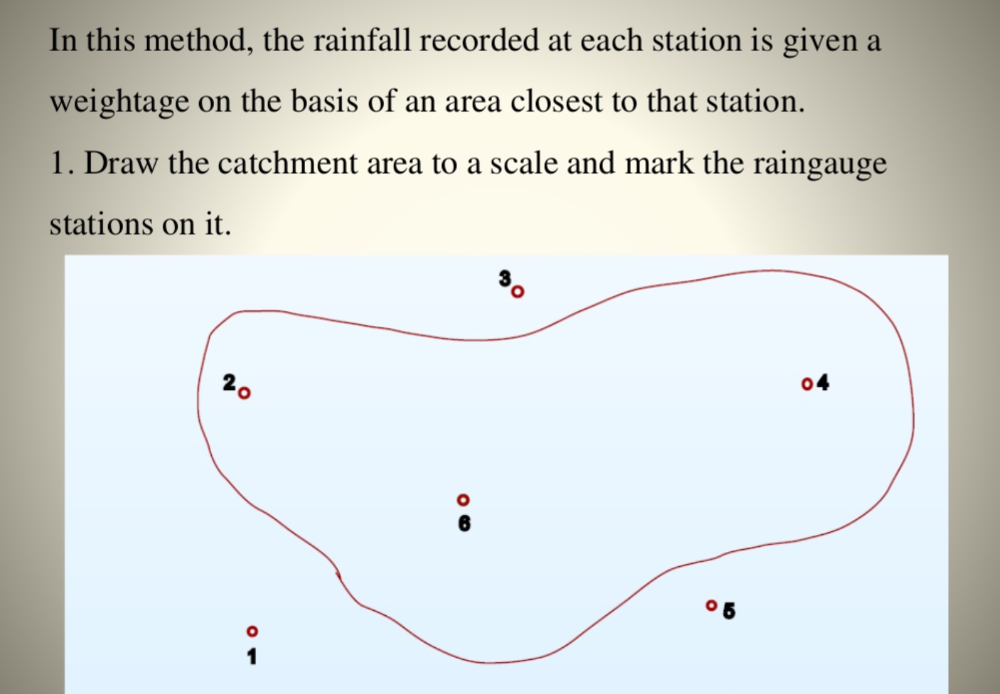 In this method, the rainfall recorded at each station is given a
weightage on the basis of an area closest to that station.
1. Draw the catchment area to a scale and mark the raingauge
stations on it.
3
2
4
6
5
1